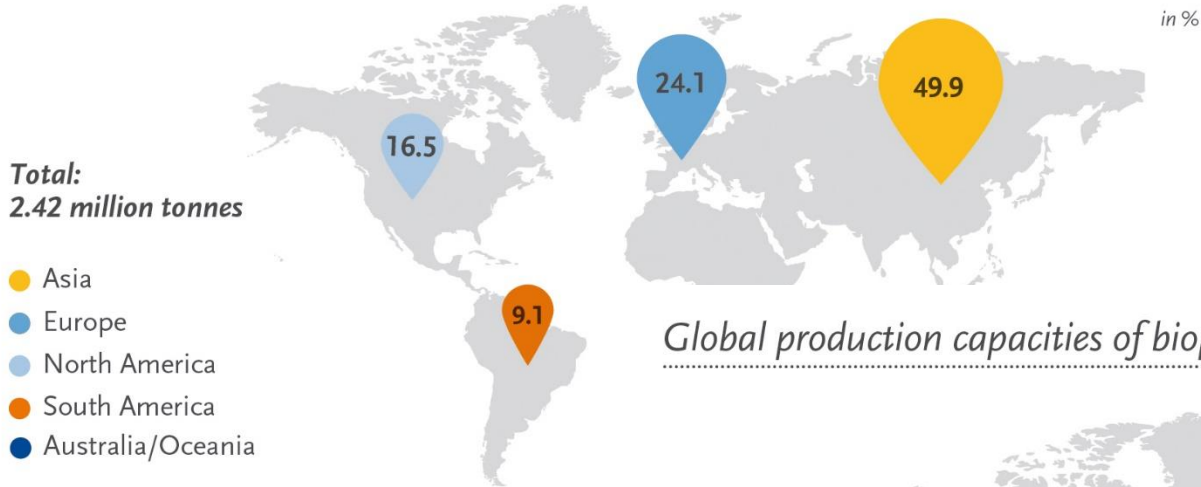 in %
24.1
49.9
16.5
Total:
2.42 million tonnes
Asia
Europe
9.1
North America
Global production capacities of
South America
Australia/Oceania